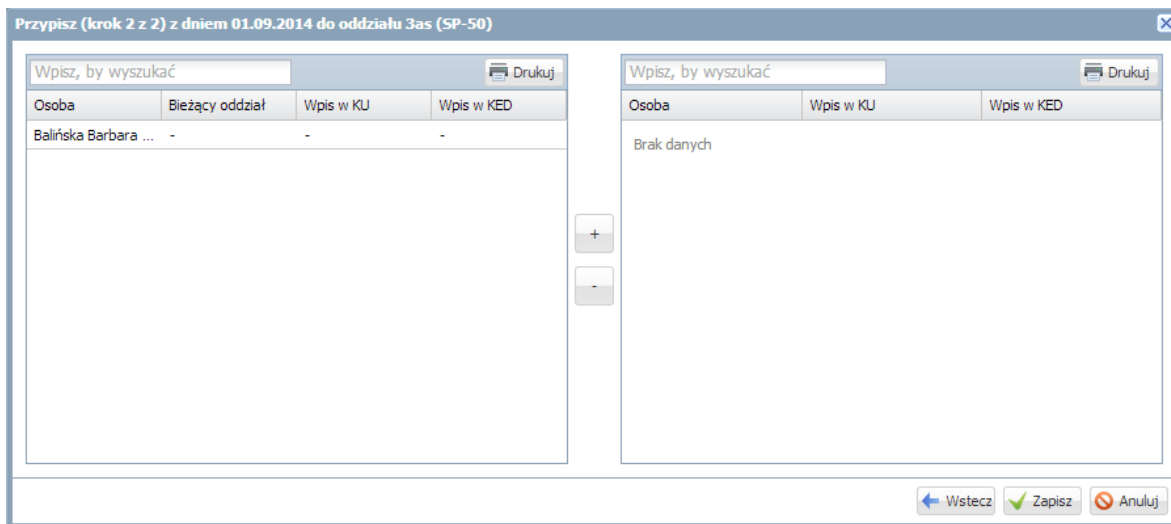 Przypisz (krok 2 z 2) z dniem 01.09.2014 do oddziału 3as (SP-50)
Wpisz, by wyszukać Drukuj
Osoba Bieżący oddział Wpis w KU Wpis w KED
Balińska Barbara ... - - -
Wpisz, by wyszukać Drukuj
Osoba Wpis w KU Wpis w KED
Brak danych
+
-
Wstecz Zapisz Anuluj